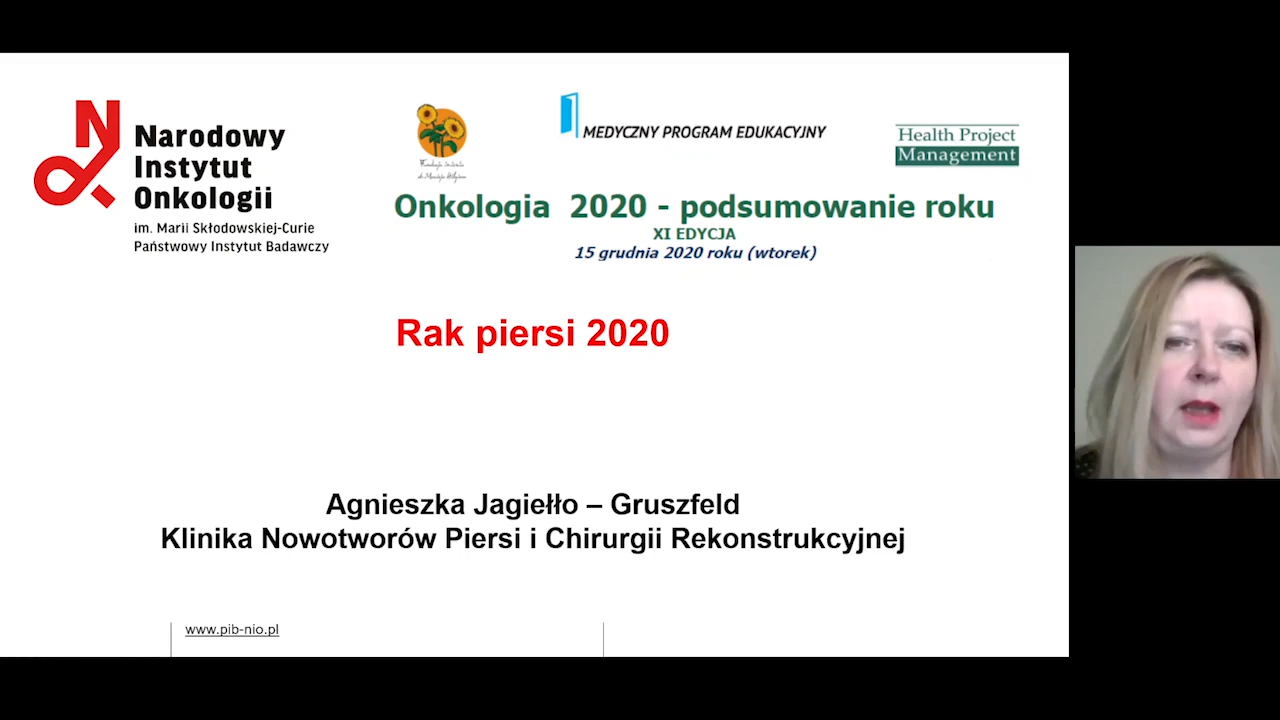 Narodowy
Instytut
Onkologii
im. Marii Skłodowskiej-Curie
Państwowy Instytut Badawczy
MEDYCZNY PROGRAM EDUKACYJNY
Health Project
Management
Onkologia 2020 - podsumowanie roku
XI EDYCJA
15 grudnia 2020 roku (wtorek)
Rak piersi 2020
Agnieszka Jagiełło – Gruszfeld
Klinika Nowotworów Piersi i Chirurgii Rekonstrukcyjnej
www.pib-nio.pl